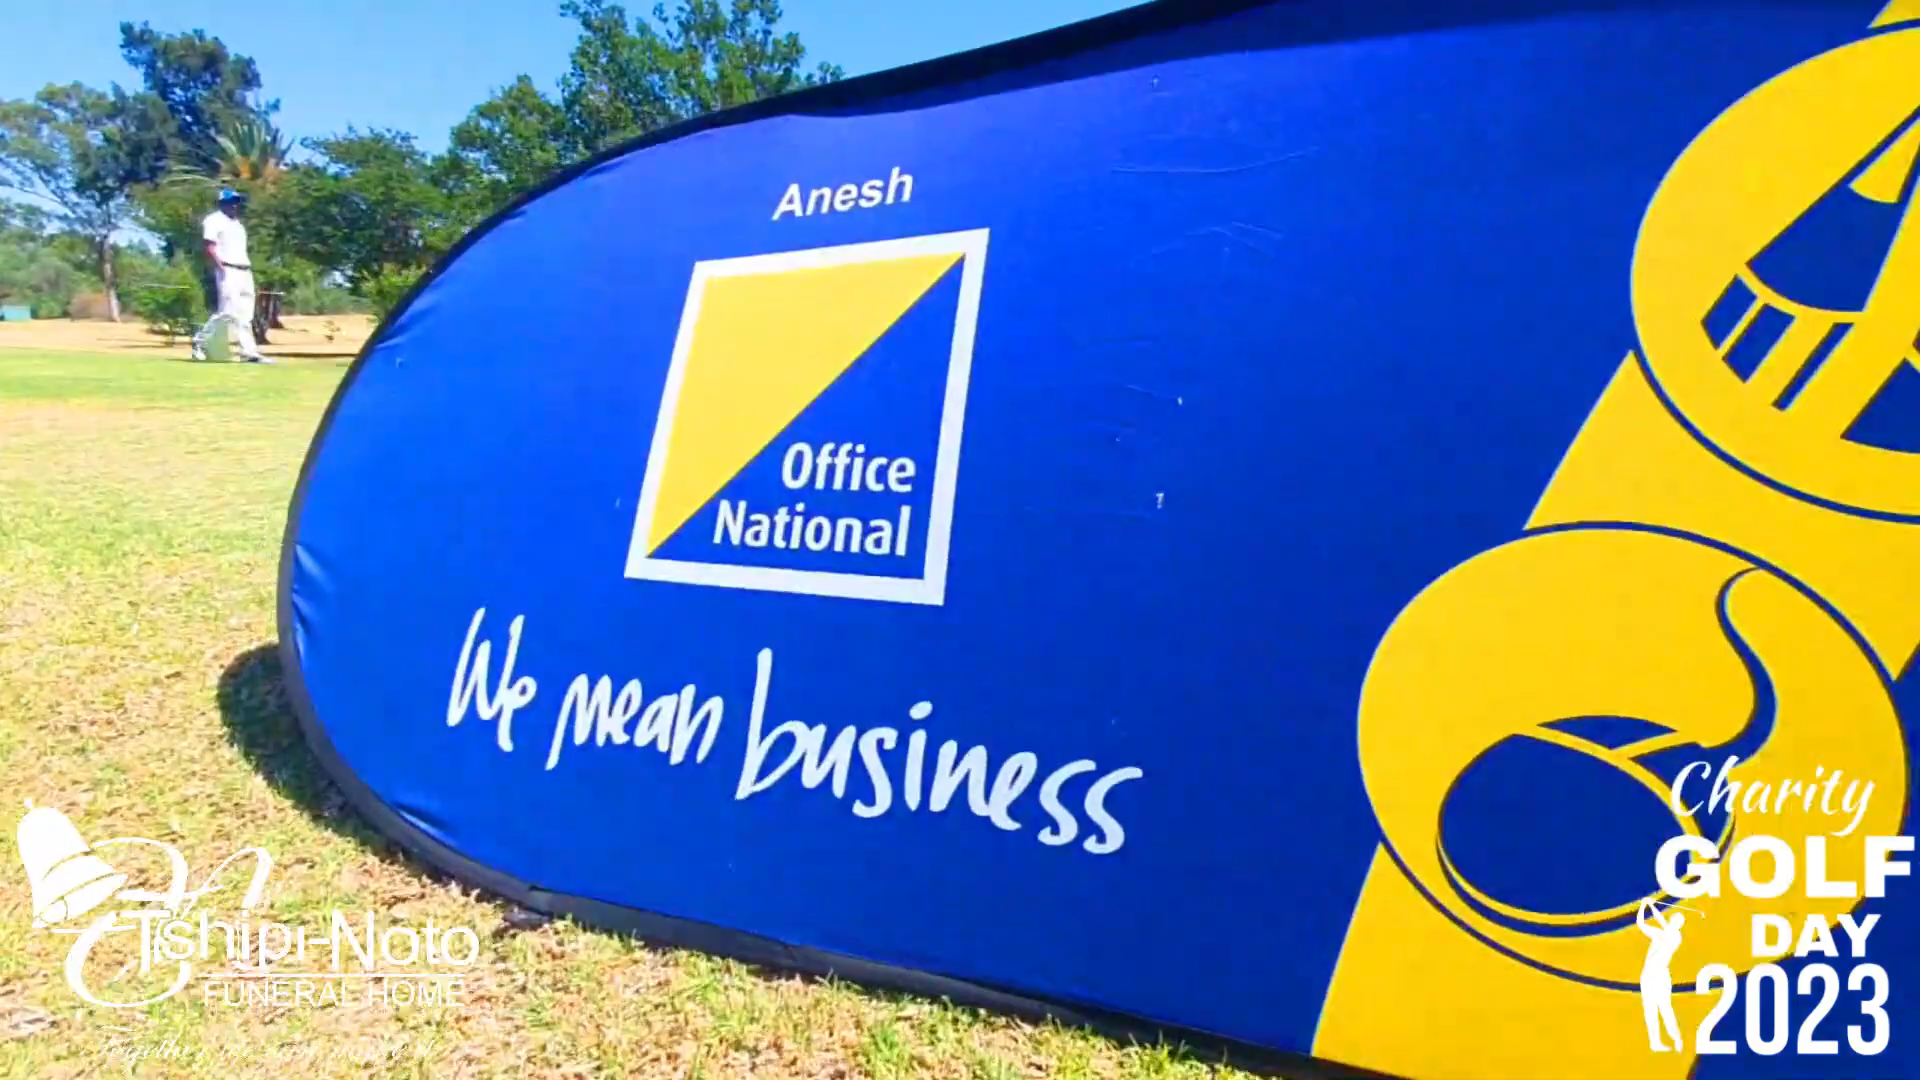 Anesh
Office
National
We mean business
Tshipi-Noto
FUNERAL HOME
Charity
GOLF
DAY
2023